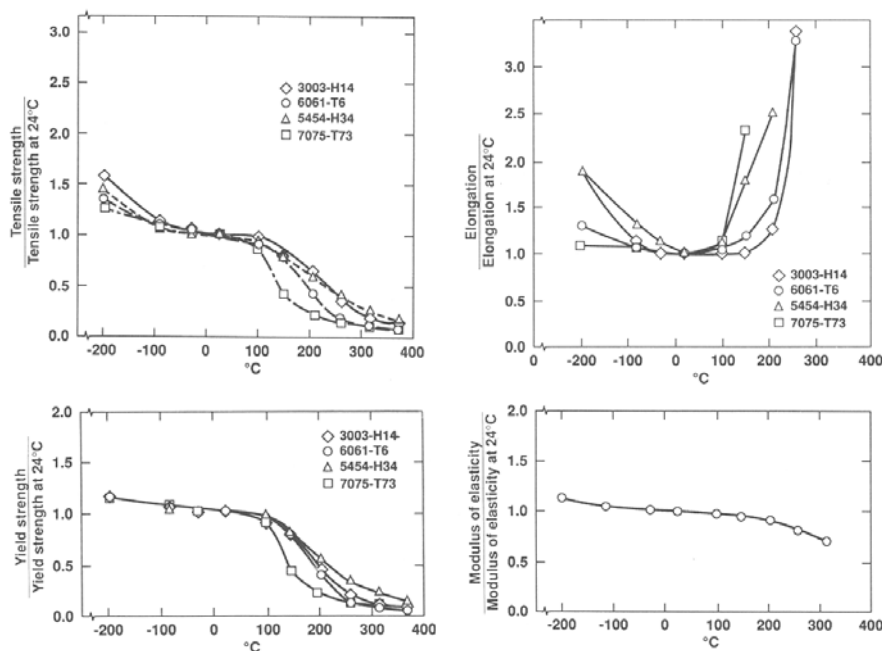 Tensile strength
Tensile strength at 24°C
3.0
2.5
2.0
1.5
1.0
0.5
0.0
3003-H14
6061-T6
5454-H34
7075-T73
-200 -100 0 100 200 300 400
°C
Elongation
Elongation at 24°C
3.0
2.5
2.0
1.5
1.0
0.5
0.0
3003-H14
6061-T6
5454-H34
7075-T73
0 -200 -100 0 100 200 300 400
°C
Yield strength
Yield strength at 24°C
2.0
1.5
1.0
0.5
0.0
3003-H14-
6061-T6
5454-H34
7075-T73
-200 -100 0 100 200 300 400
°C
Modulus of elasticity
Modulus of elasticity at 24°C
2.0
1.5
1.0
0.5
0.0
-200 -100 0 100 200 300 400
°C